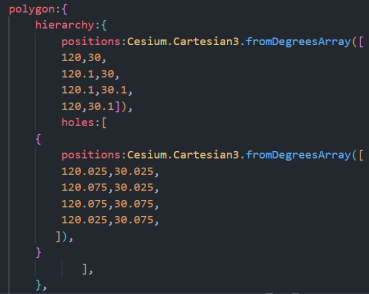 polygon:{
hierarchy:{
positions:Cesium.Cartesian3.fromDegreesArray([
120,30,
120.1,30,
120.1,30.1,
120,30.1]),
holes:[
{
positions:Cesium.Cartesian3.fromDegreesArray([
120.025,30.025,
120.075,30.025,
120.075,30.075,
120.025,30.075,
]),
}
],
},